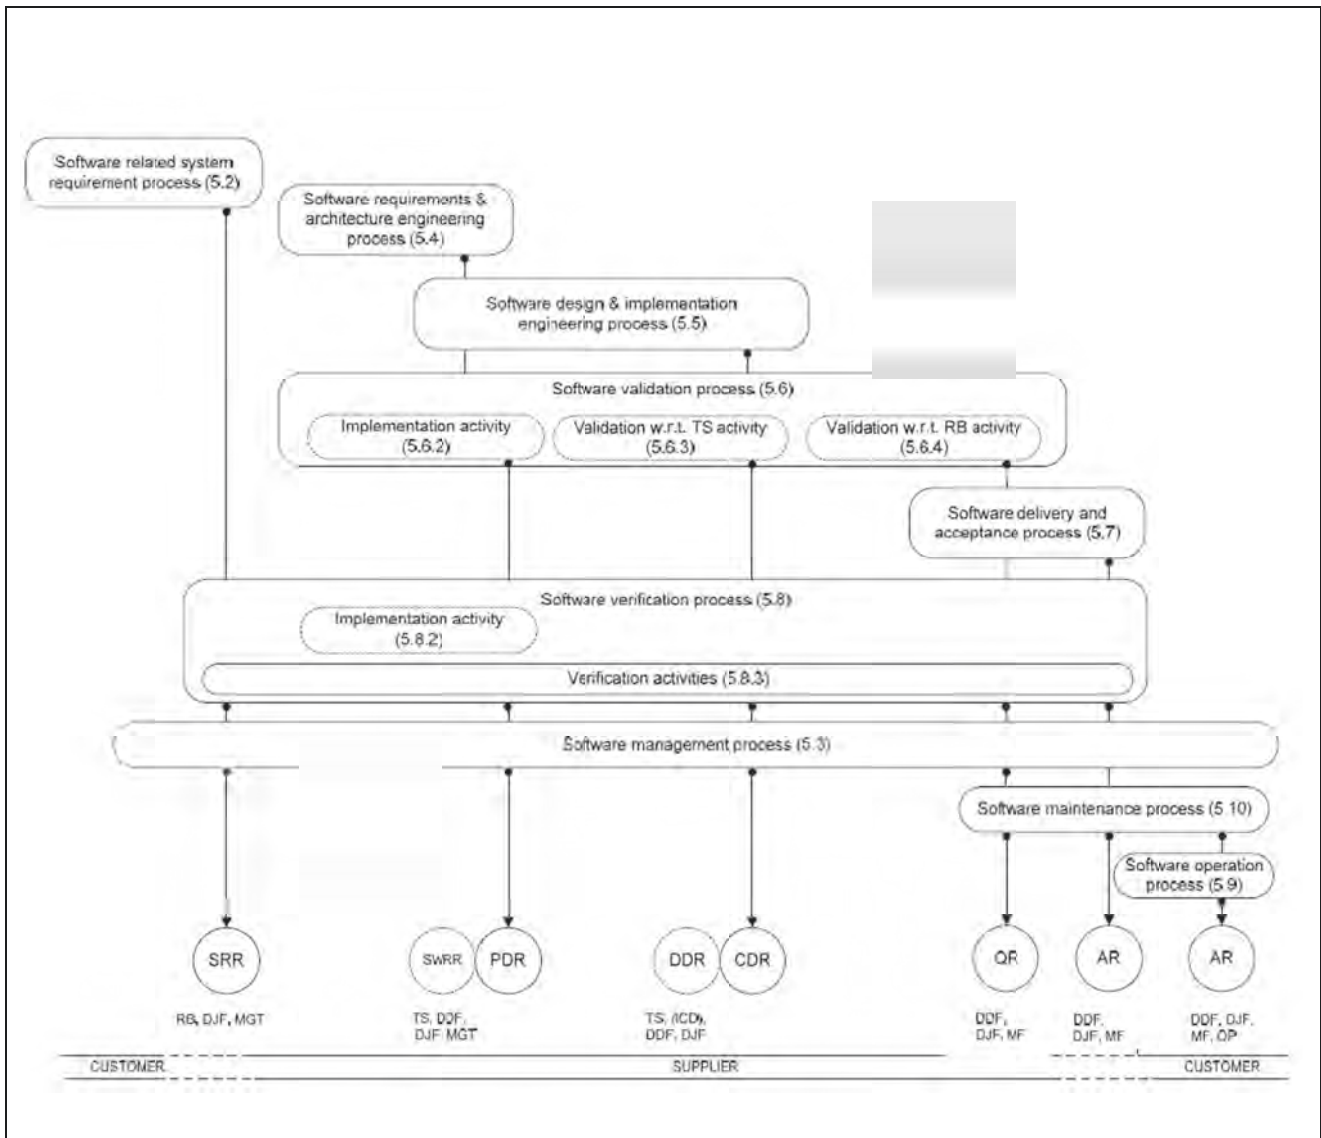 Software related system
requirement process (5.2)
Software requirements &
architecture engineering
process (5.4)
Software design & implementation
engineering process (5.5)
Software validation process (5.6)
Implementation activity
(5.6.2)
Validation w.r.t. TS activity
(5.6.3)
Validation w.r.t. RB activity
(5.6.4)
Software delivery and
acceptance process (5.7)
Software verification process (5.8)
Implementation activity
(5.8.2)
Verification activities (5.8.3)
Software management process (5.3)
Software maintenance process (5.10)
Software operation
process (5.9)
SRR
SWRR
PDR
DDR
CDR
QR
AR
AR
RB, DJF, MGT
TS, DDF,
DJF, MGT
TS, (ICD),
DDF, DJF
DDF,
DJF, MF
DDF,
DJF, MF
DDF, DJF,
MF, OP
CUSTOMER
SUPPLIER
CUSTOMER